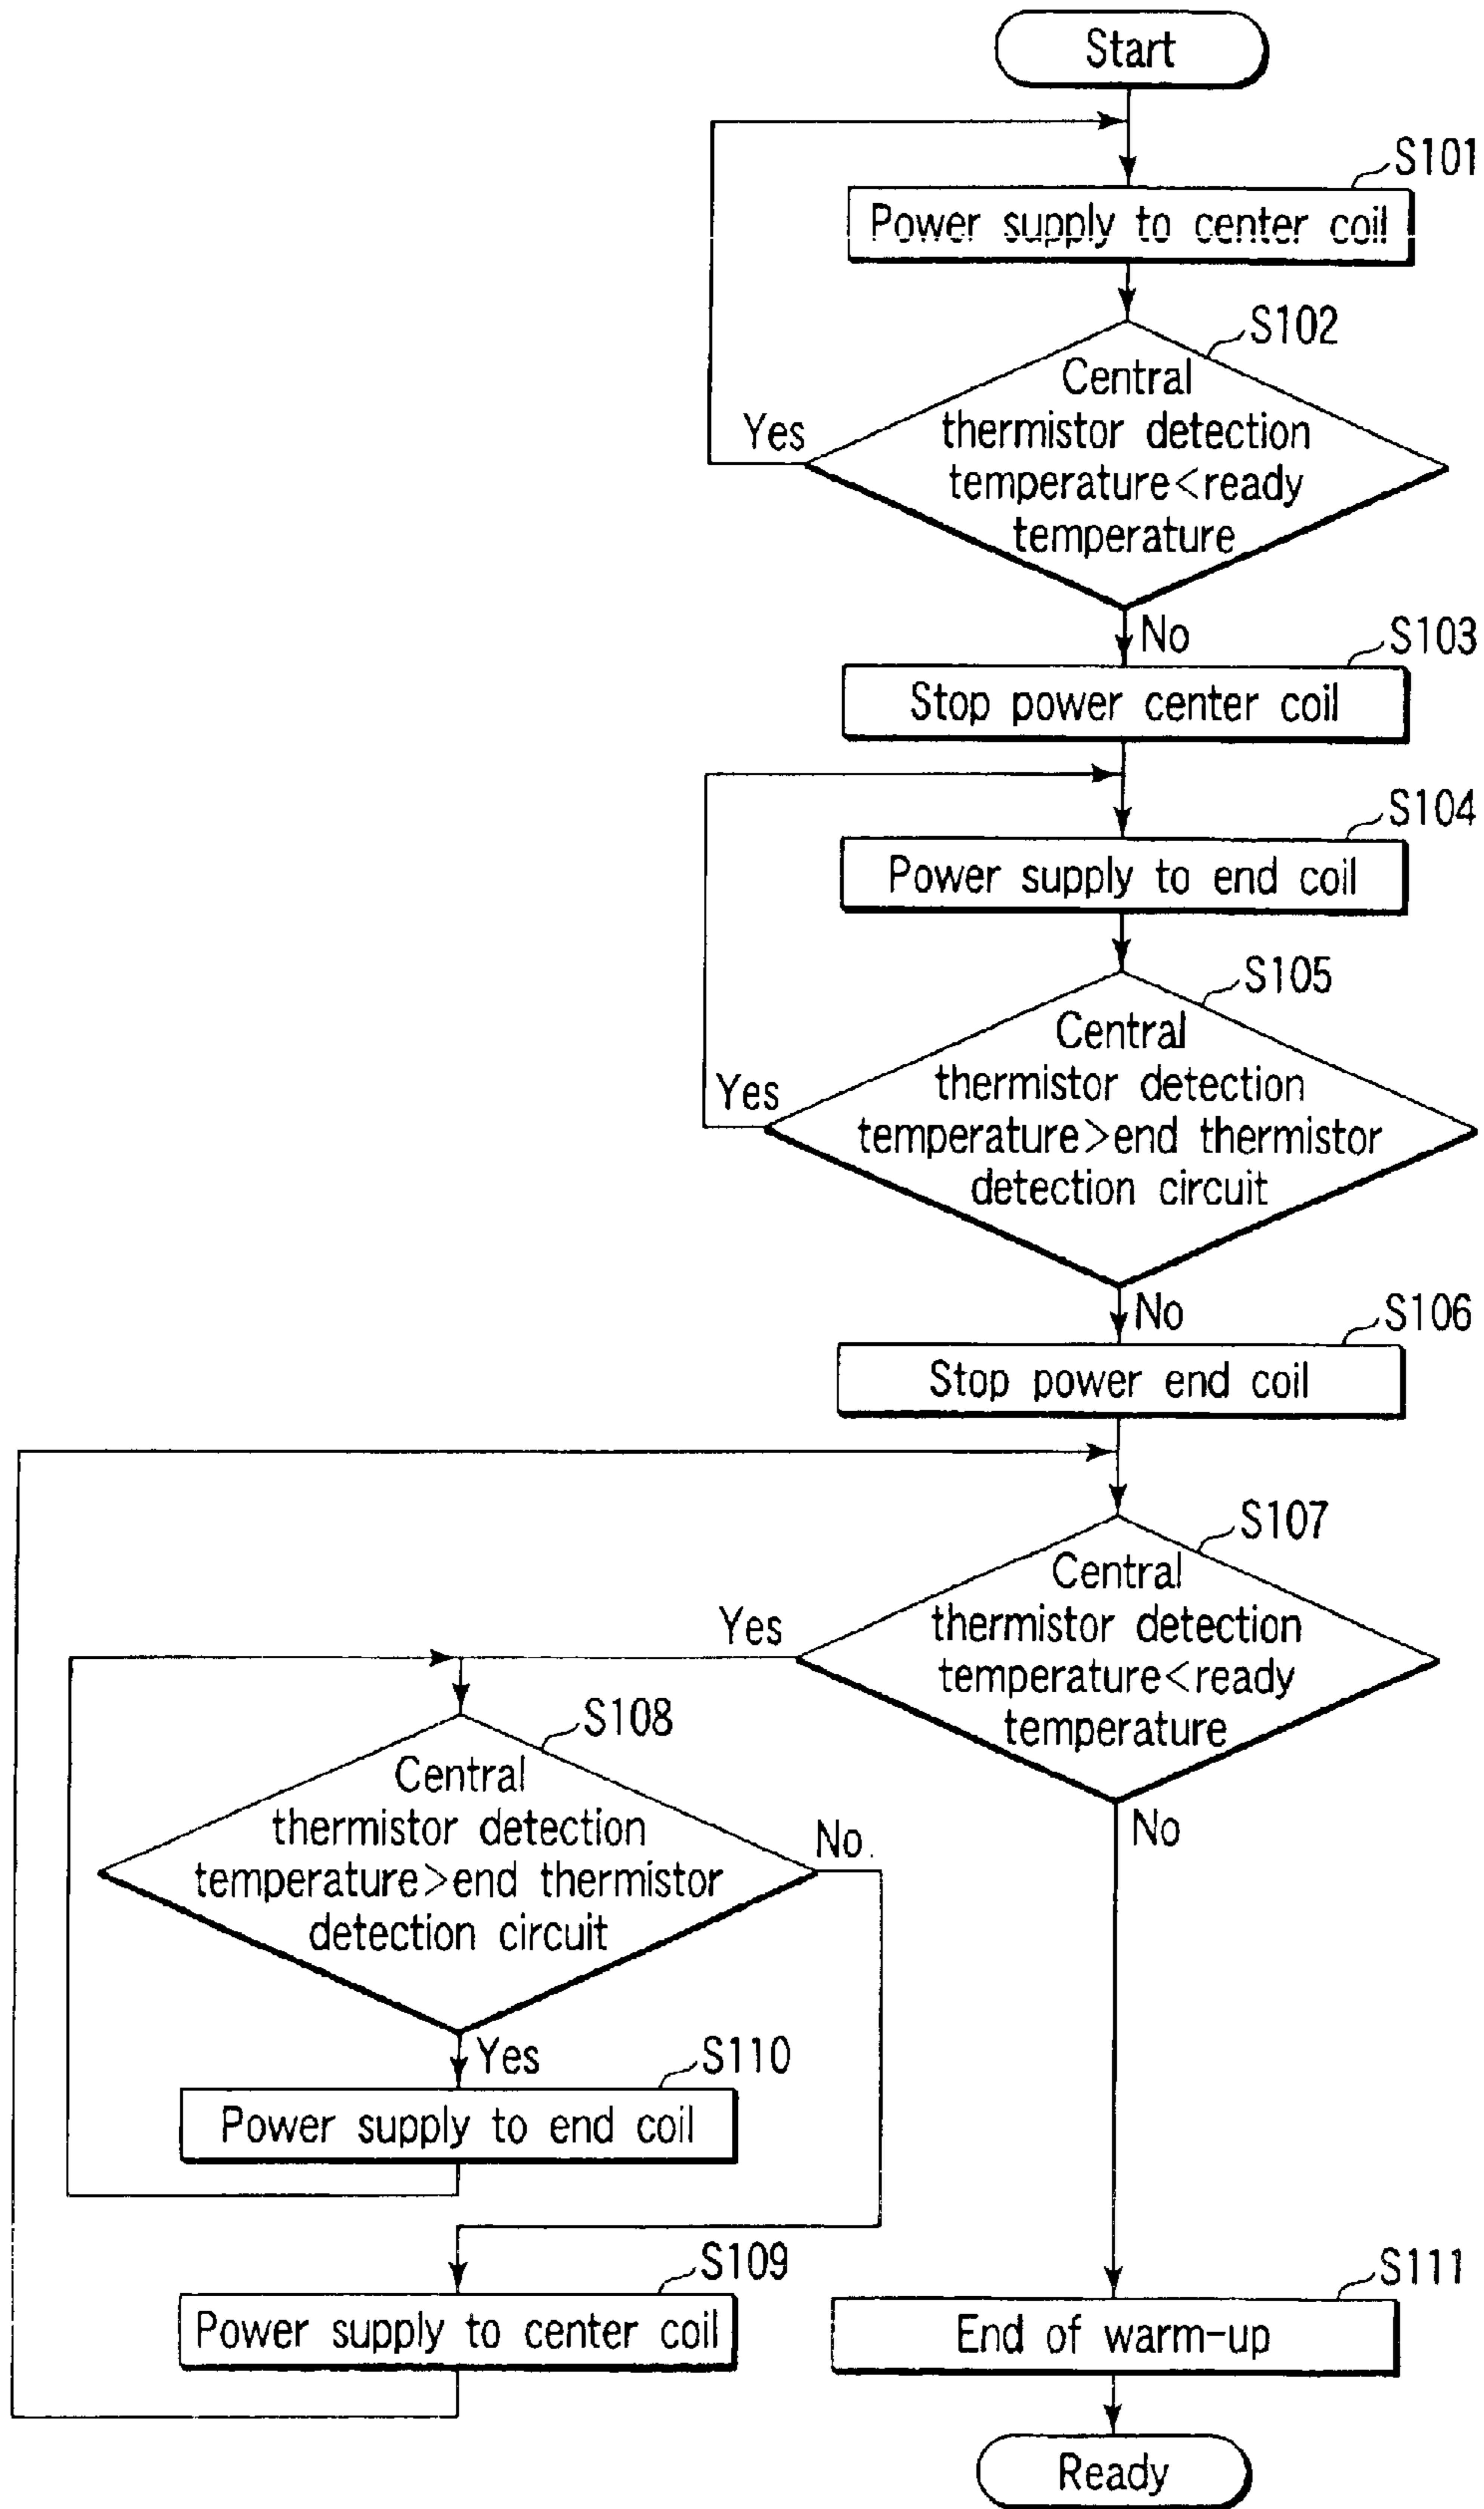 Start
S101
Power supply to center coil
S102
Central
thermistor detection
temperature<ready
temperature
Yes
No
S103
Stop power center coil
S104
Power supply to end coil
S105
Central
thermistor detection
temperature>end thermistor
detection circuit
Yes
No
S106
Stop power end coil
S107
Central
thermistor detection
temperature<ready
temperature
Yes
No
S108
Central
thermistor detection
temperature>end thermistor
detection circuit
No
Yes
S110
Power supply to end coil
S109
Power supply to center coil
S111
End of warm-up
Ready